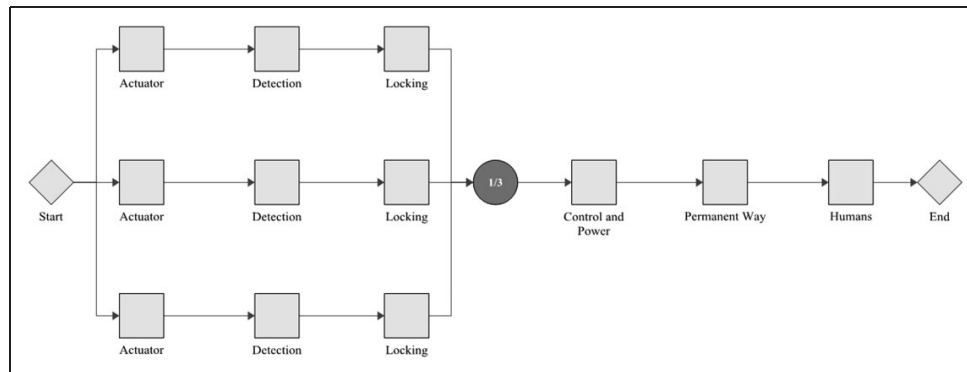 Actuator
Detection
Locking
Start
Actuator
Detection
Locking
1/3
Control and
Power
Permanent Way
Humans
End
Actuator
Detection
Locking